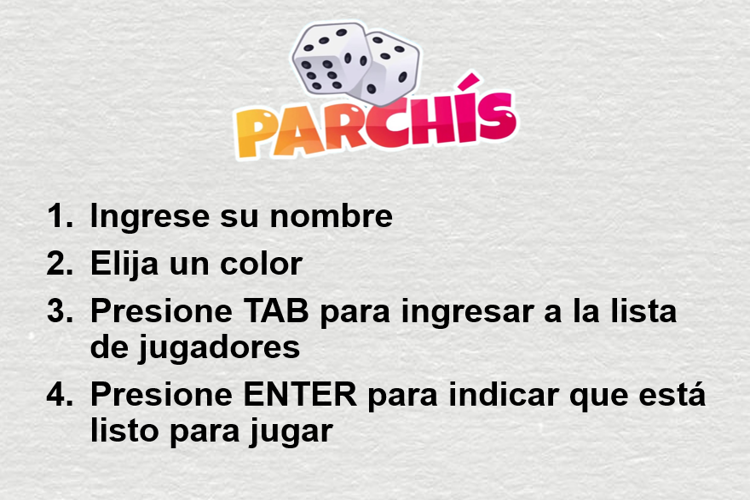 PARCHÍS
1. Ingrese su nombre
2. Elija un color
3. Presione TAB para ingresar a la lista
de jugadores
4. Presione ENTER para indicar que está
listo para jugar